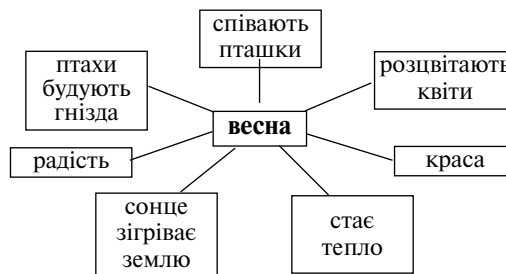 співають
пташки
птахи
будують
гнізда
розцвітають
квіти
весна
радість
краса
сонце
зігріває
землю
стає
тепло